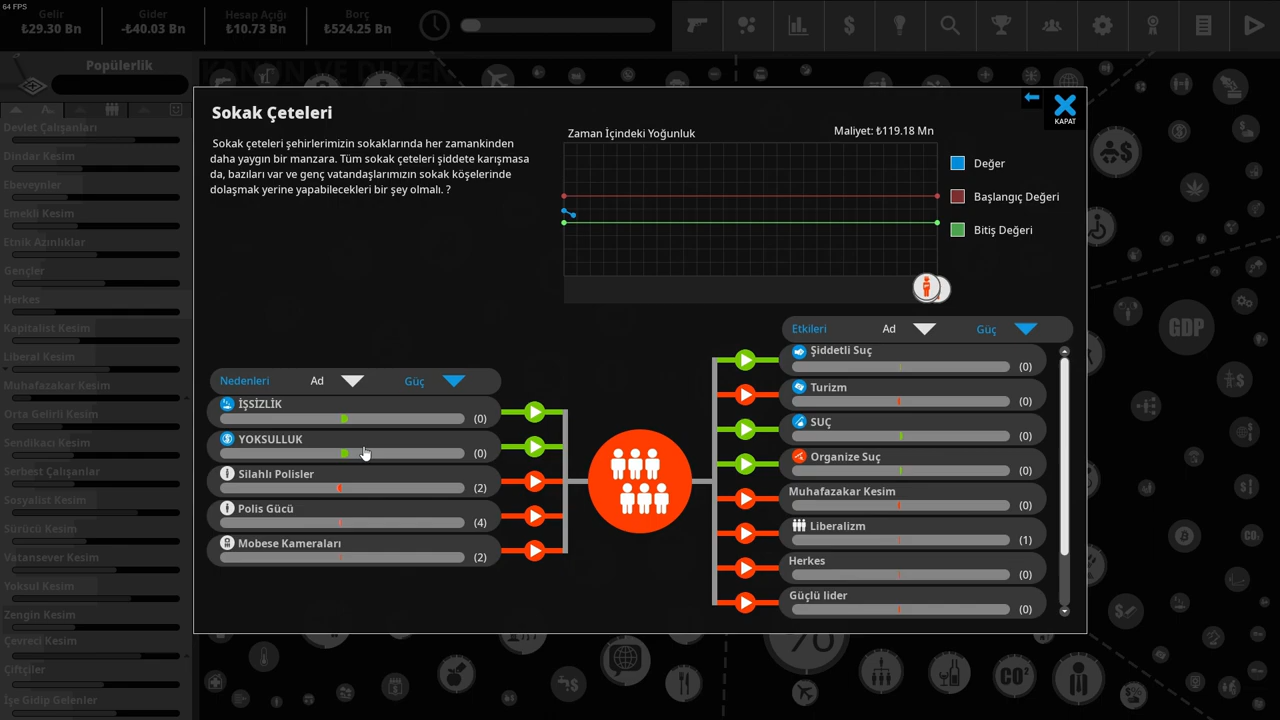 64 FPS
Gelir
-₺29.30 Bn
Gider
-₺40.03 Bn
Hesap Açığı
₺10.73 Bn
Borç
₺524.25 Bn
Popülerlik
KANUN VE DÜZEN
Devlet Çalışanları
Dindar Kesim
Ebeveynler
Emekli Kesim
Etnik Azınlıklar
Gençler
Herkes
Kapitalist Kesim
Liberal Kesim
Muhafazakar Kesim
Orta Gelirli Kesim
Sendikacı Kesim
Serbest Çalışanlar
Sosyalist Kesim
Sürücü Kesim
Vatansever Kesim
Yoksul Kesim
Zengin Kesim
Çevreci Kesim
Çiftçiler
İşe Gidip Gelenler
Sokak Çeteleri
KAPAT
Sokak çeteleri şehirlerimizin sokaklarında her zamankinden
daha yaygın bir manzara. Tüm sokak çeteleri şiddete karışmasa
da, bazıları var ve genç vatandaşlarımızın sokak köşelerinde
dolaşmak yerine yapabilecekleri bir şey olmalı. ?
Zaman İçindeki Yoğunluk
Maliyet: ₺119.18 Mn
Değer
Başlangıç Değeri
Bitiş Değeri
Nedenleri Ad Güç
İŞSİZLİK
(0)
YOKSULLUK
(0)
Silahlı Polisler
(2)
Polis Gücü
(4)
Mobese Kameraları
(2)
Etkileri Ad Güç
Şiddetli Suç
(0)
Turizm
(0)
SUÇ
(0)
Organize Suç
(0)
Muhafazakar Kesim
(0)
Liberalizm
(1)
Herkes
(0)
Güçlü lider
(0)
GDP
CO²
CO²